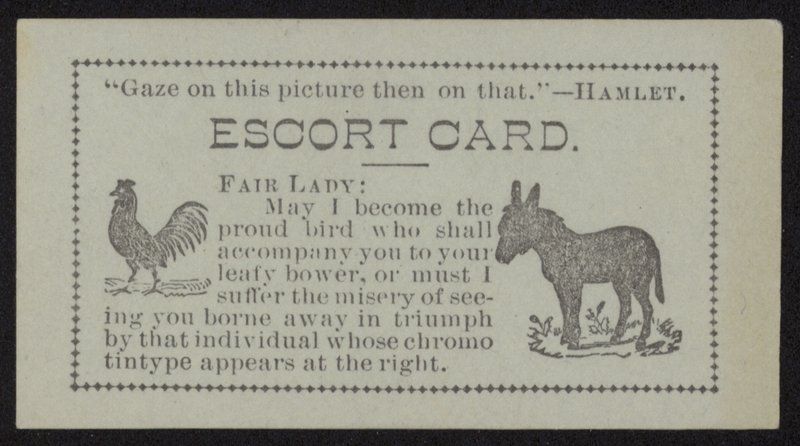 “Gaze on this picture then on that.”—HAMLET.
ESCORT CARD.
FAIR LADY:
May I become the
proud bird who shall
accompany you to your
leafy bower, or must I
suffer the misery of see-
ing you borne away in triumph
by that individual whose chromo
tintype appears at the right.